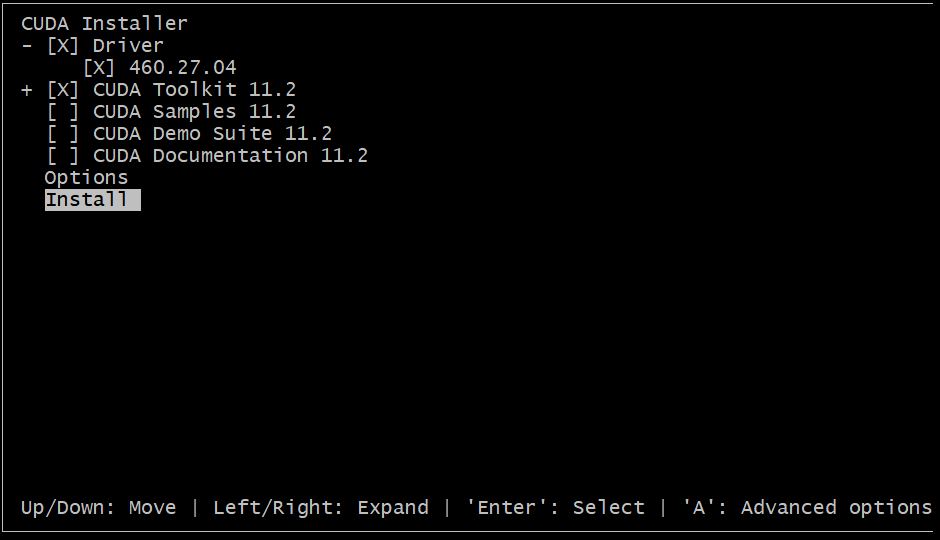 CUDA Installer
- [X] Driver
[X] 460.27.04
+ [X] CUDA Toolkit 11.2
[ ] CUDA Samples 11.2
[ ] CUDA Demo Suite 11.2
[ ] CUDA Documentation 11.2
Options
Install
Up/Down: Move | Left/Right: Expand | 'Enter': Select | 'A': Advanced options